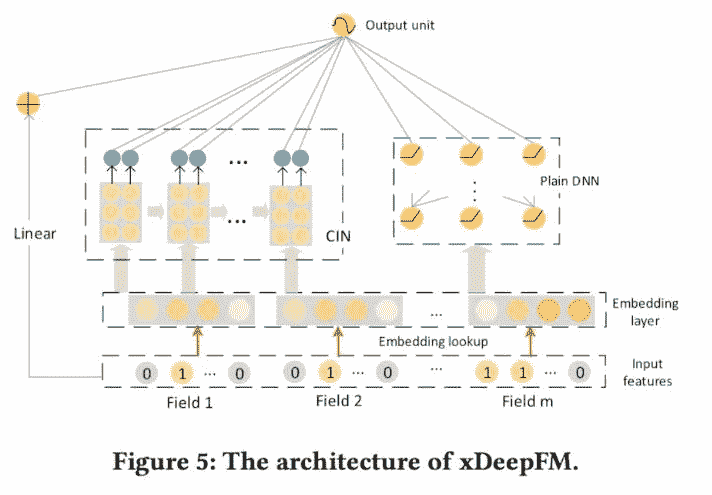 Output unit
...
Plain DNN
...
Linear
CIN
...
Embedding
layer
Embedding lookup
0 1 ... 0 0 1 ... 0 ... 1 1 ... 0
Input
features
Field 1 Field 2 Field m
Figure 5: The architecture of xDeepFM.